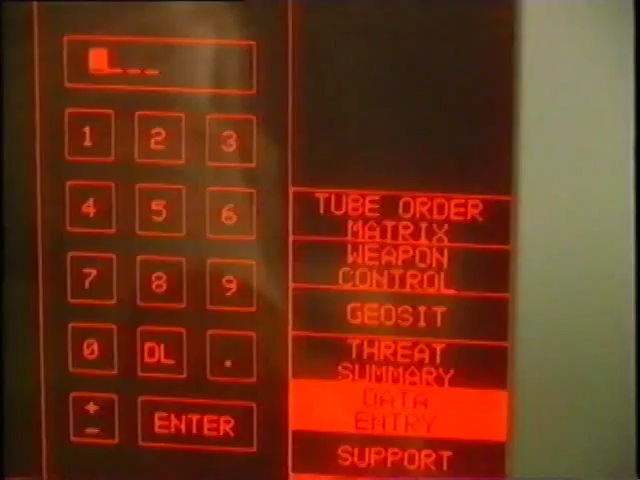 _ _ _
1 2 3
4 5 6
7 8 9
0 DL .
+
-
ENTER
TUBE ORDER
MATRIX
WEAPON
CONTROL
GEOSIT
THREAT
SUMMARY
DATA
ENTRY
SUPPORT